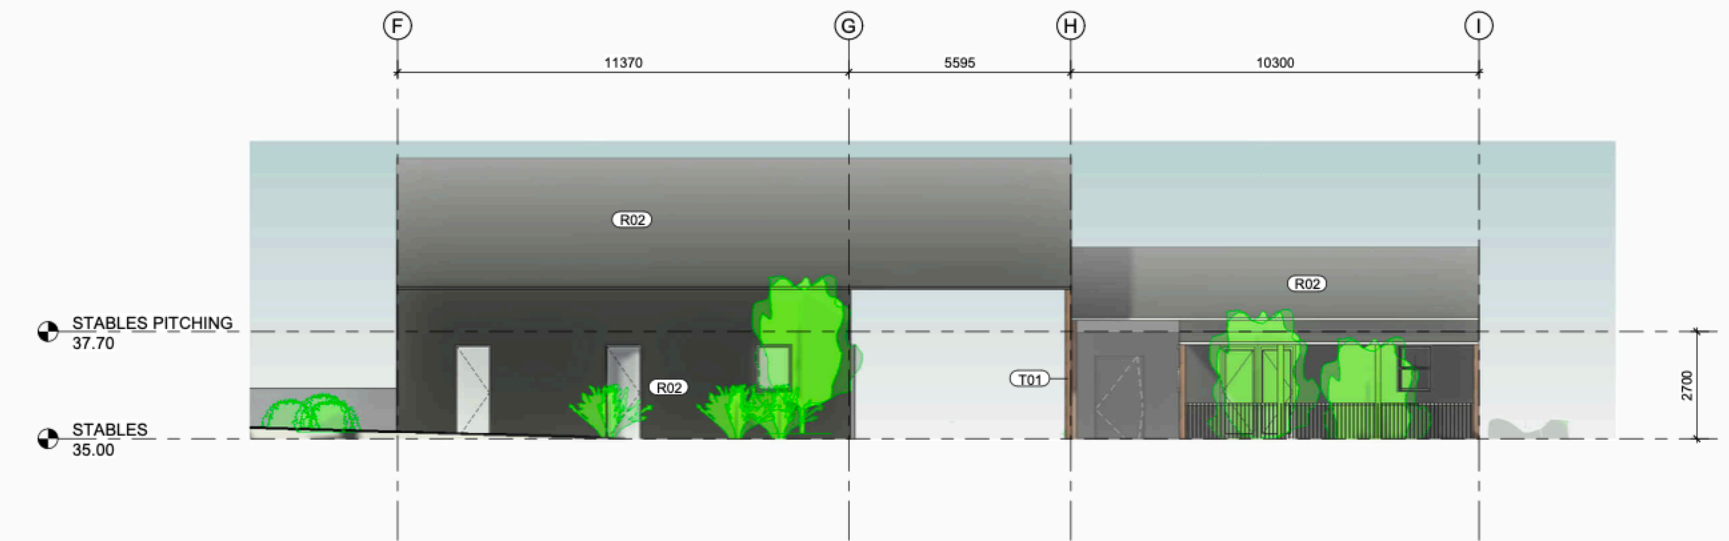 F
G
H
I
11370
5595
10300
R02
R02
STABLES PITCHING
37.70
R02
T01
2700
STABLES
35.00